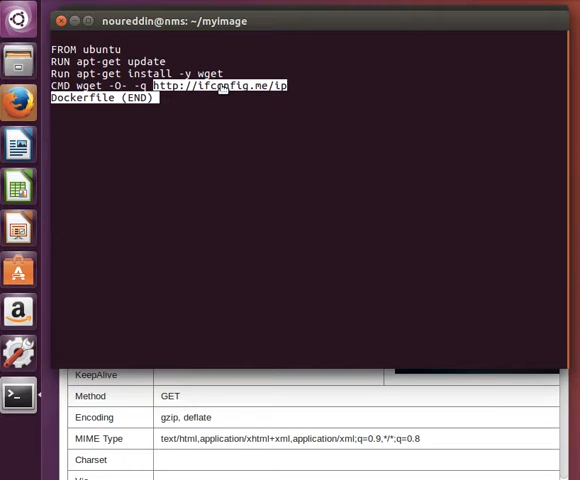 noureddin@nms: ~/myimage
FROM ubuntu
RUN apt-get update
Run apt-get install -y wget
CMD wget -O- -q http://ifconfig.me/ip
Dockerfile (END)
KeepAlive
Method GET
Encoding gzip, deflate
MIME Type text/html,application/xhtml+xml,application/xml;q=0.9,*/*;q=0.8
Charset
Via